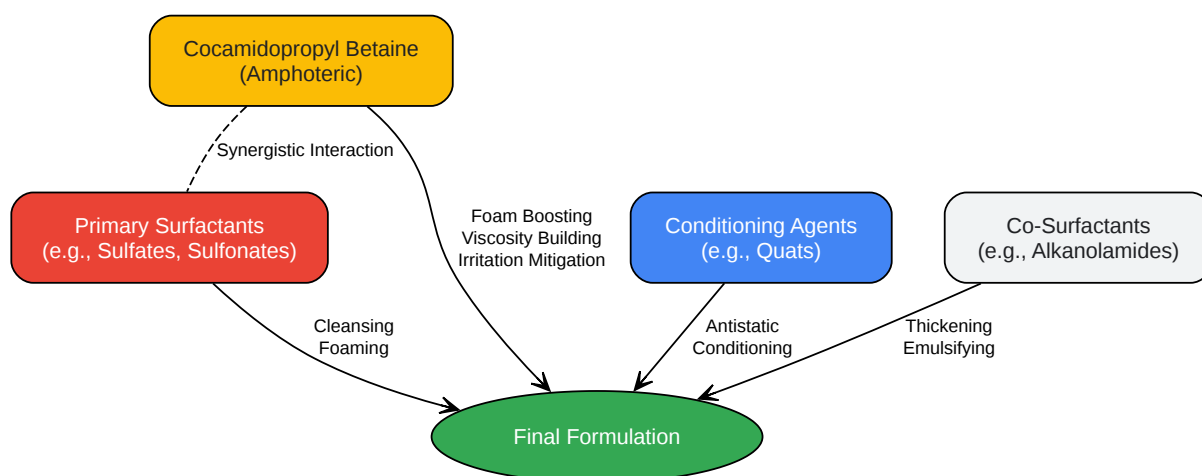 Cocamidopropyl Betaine
(Amphoteric)
Synergistic Interaction
Primary Surfactants
(e.g., Sulfates, Sulfonates)
Foam Boosting
Viscosity Building
Irritation Mitigation
Conditioning Agents
(e.g., Quats)
Co-Surfactants
(e.g., Alkanolamides)
Cleansing
Foaming
Antistatic
Conditioning
Thickening
Emulsifying
Final Formulation